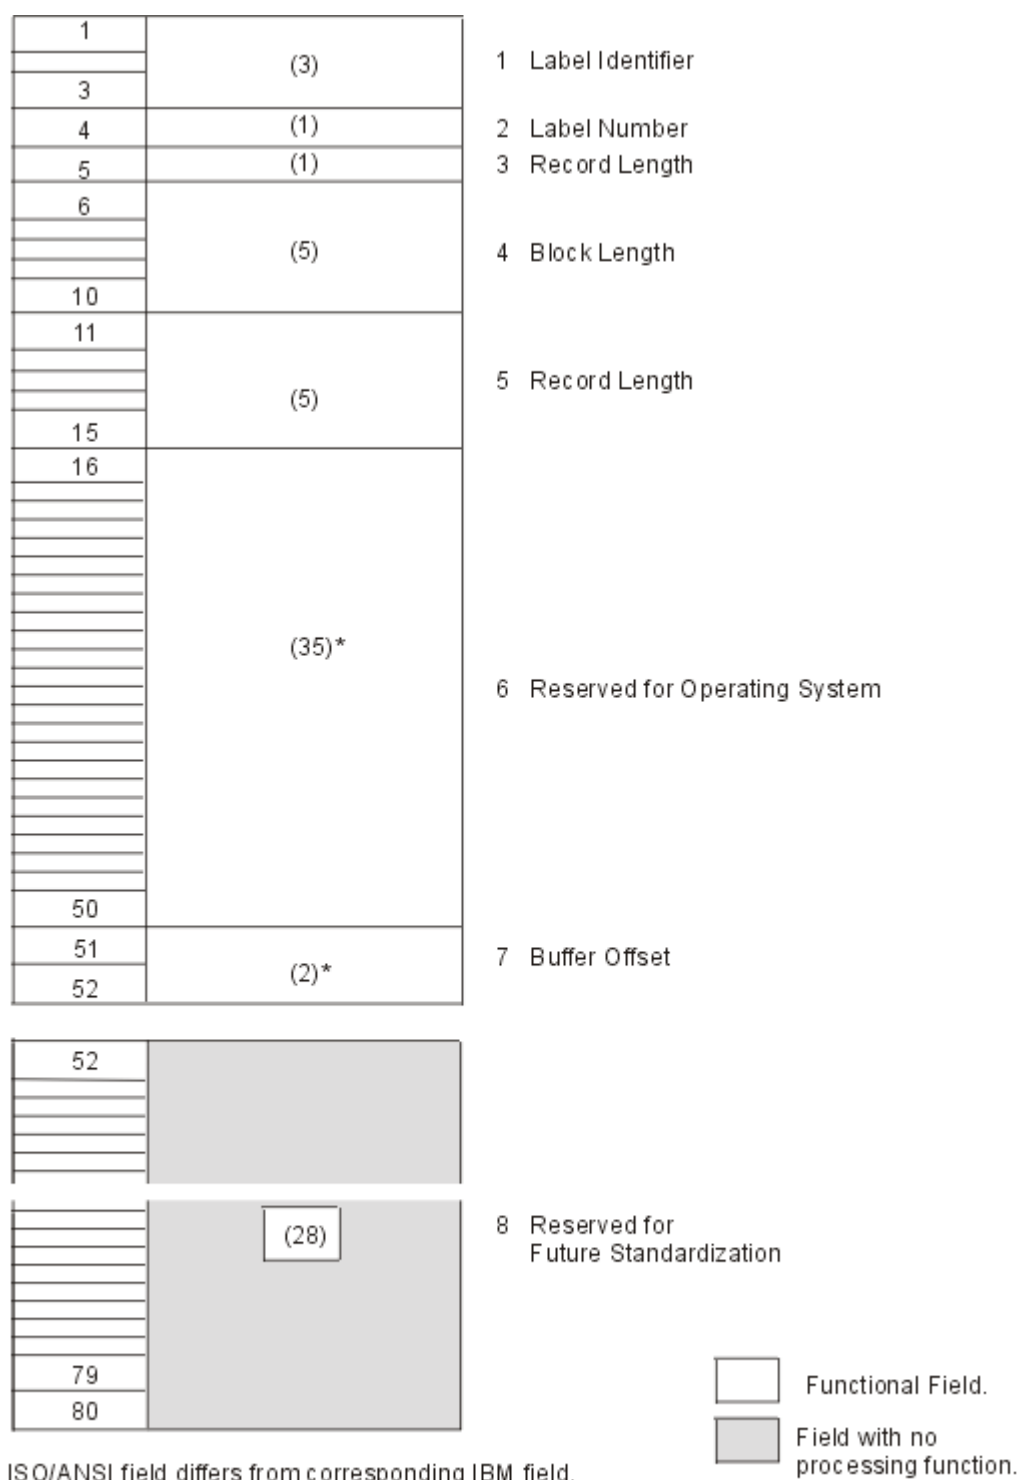 1
(3)
1 Label Identifier
3
4
(1)
2 Label Number
5
(1)
3 Record Length
6
(5)
4 Block Length
10
11
(5)
5 Record Length
15
16
(35)*
6 Reserved for Operating System
50
51
(2)*
7 Buffer Offset
52
52
(28)
8 Reserved for
Future Standardization
79
80
Functional Field.
Field with no
processing function.
ISO/ANSI field differs from corresponding IBM field.